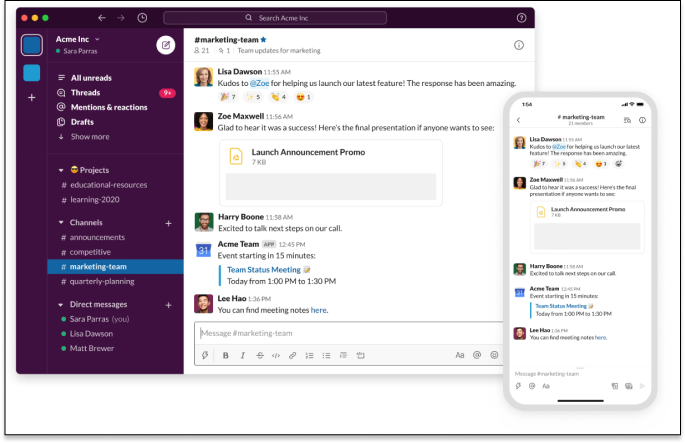 Search Acme Inc
Acme Inc
Sara Parras
All unreads
Threads
9+
Mentions & reactions
Drafts
Show more
Projects
# educational-resources
# learning-2020
Channels
+
# announcements
# competitive
# marketing-team
# quarterly-planning
Direct messages
+
Sara Parras (you)
Lisa Dawson
Matt Brewer
#marketing-team
21 | 1 | Team updates for marketing
Lisa Dawson 11:55 AM
Kudos to @Zoe for helping us launch our latest feature! The response has been amazing.
7 5 4 1
Zoe Maxwell 11:56 AM
Glad to hear it was a success! Here's the final presentation if anyone wants to see:
Launch Announcement Promo
7 KB
Harry Boone 11:58 AM
Excited to talk next steps on our call.
31
Acme Team APP 12:45 PM
Event starting in 15 minutes:
Team Status Meeting
Today from 1:00 PM to 1:30 PM
Lee Hao 1:36 PM
You can find meeting notes here.
Message #marketing-team
B I S
Aa @
1:54
# marketing-team
21 members
Lisa Dawson 11:55 AM
Kudos to @Zoe for helping us launch our latest
feature! The response has been amazing.
7 4 3
Zoe Maxwell 11:56 AM
Glad to hear it was a success! Here's the final
presentation if anyone wants to see:
Launch Announcement Promo
7 KB
Harry Boone 11:58 AM
Excited to talk next steps on our call.
31
Acme Team 12:45 PM
Event starting in 15 minutes:
Team Status Meeting
Today from 1:00 PM to 1:30 PM
Lee Hao 1:36 PM
You can find meeting notes here.
Message #marketing-team
@ Aa